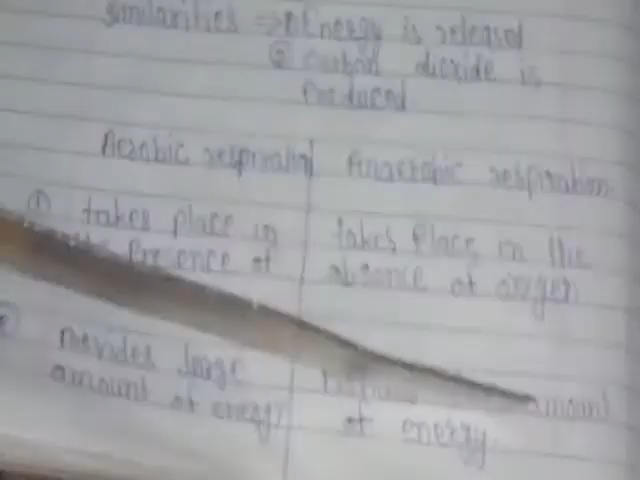 similarities ⇒ ① Energy is released
② carbon dioxide is
Produced
Aerobic respiration Anaerobic respiration
① takes place in
Presence of
takes place in the
absence of oxygen
② Provides large
amount of energy
amount
of energy